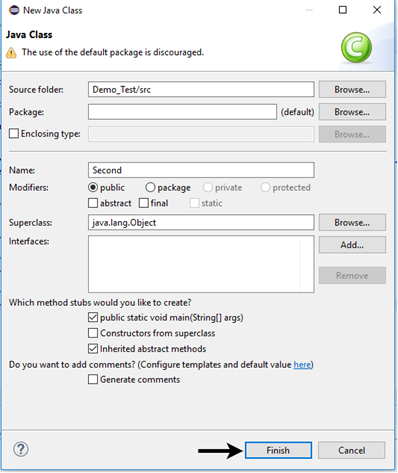 New Java Class
Java Class
The use of the default package is discouraged.
C
Source folder: Demo_Test/src Browse...
Package: (default) Browse...
Enclosing type: Browse...
Name: Second
Modifiers: public package private protected
abstract final static
Superclass: java.lang.Object Browse...
Interfaces: Add...
Remove
Which method stubs would you like to create?
public static void main(String[] args)
Constructors from superclass
Inherited abstract methods
Do you want to add comments? (Configure templates and default value here)
Generate comments
? Finish Cancel